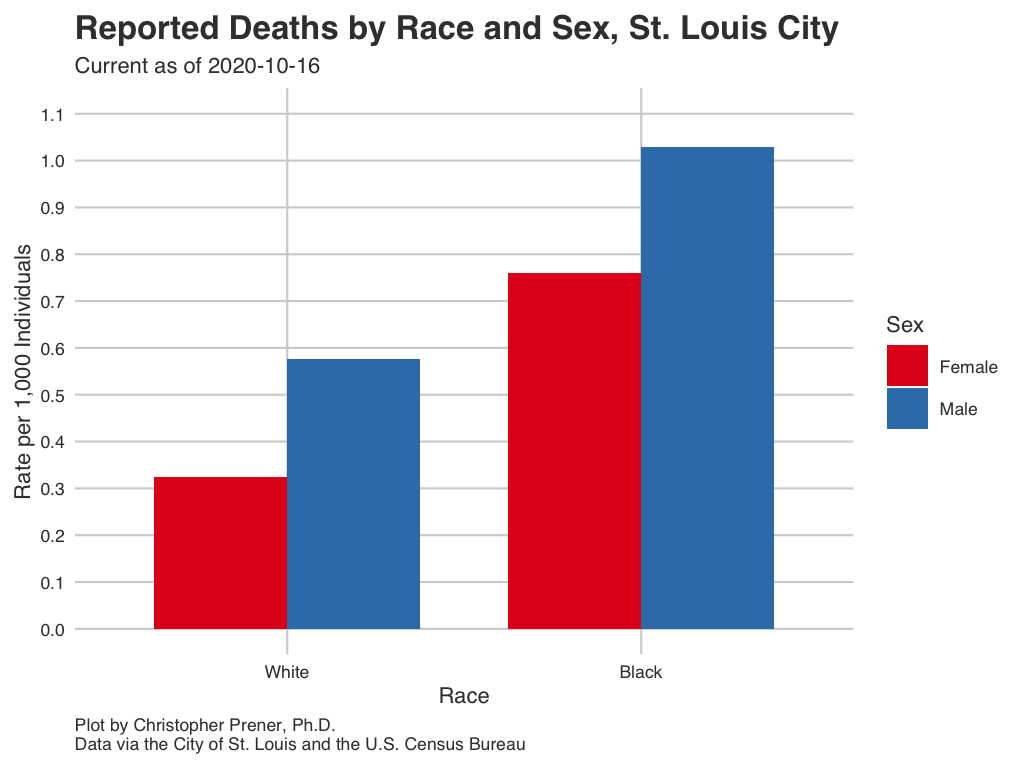 Reported Deaths by Race and Sex, St. Louis City
Current as of 2020-10-16
Rate per 1,000 Individuals
1.1
1.0
0.9
0.8
0.7
0.6
0.5
0.4
0.3
0.2
0.1
0.0
White
Black
Race
Sex
Female
Male
Plot by Christopher Prener, Ph.D.
Data via the City of St. Louis and the U.S. Census Bureau